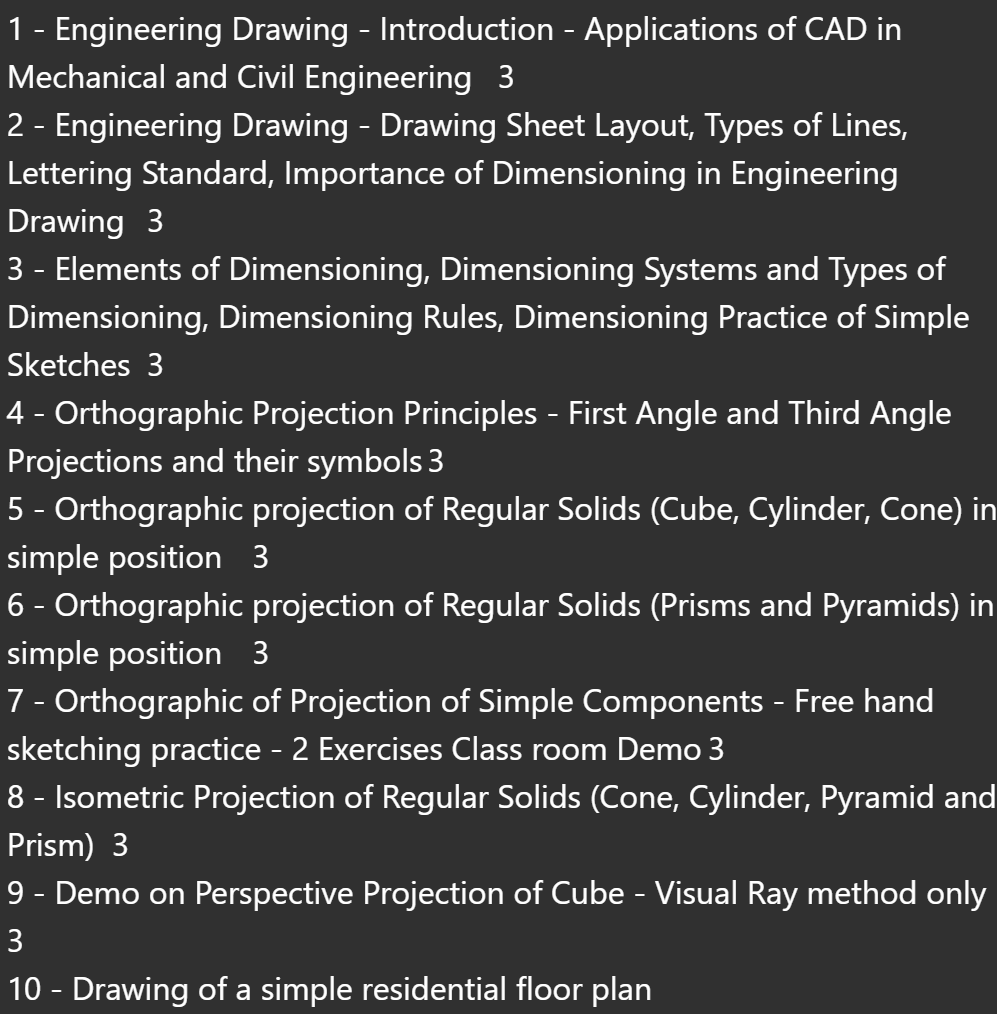 1 - Engineering Drawing - Introduction - Applications of CAD in
Mechanical and Civil Engineering 3
2 - Engineering Drawing - Drawing Sheet Layout, Types of Lines,
Lettering Standard, Importance of Dimensioning in Engineering
Drawing 3
3 - Elements of Dimensioning, Dimensioning Systems and Types of
Dimensioning, Dimensioning Rules, Dimensioning Practice of Simple
Sketches 3
4 - Orthographic Projection Principles - First Angle and Third Angle
Projections and their symbols 3
5 - Orthographic projection of Regular Solids (Cube, Cylinder, Cone) in
simple position 3
6 - Orthographic projection of Regular Solids (Prisms and Pyramids) in
simple position 3
7 - Orthographic of Projection of Simple Components - Free hand
sketching practice - 2 Exercises Class room Demo 3
8 - Isometric Projection of Regular Solids (Cone, Cylinder, Pyramid and
Prism) 3
9 - Demo on Perspective Projection of Cube - Visual Ray method only
3
10 - Drawing of a simple residential floor plan